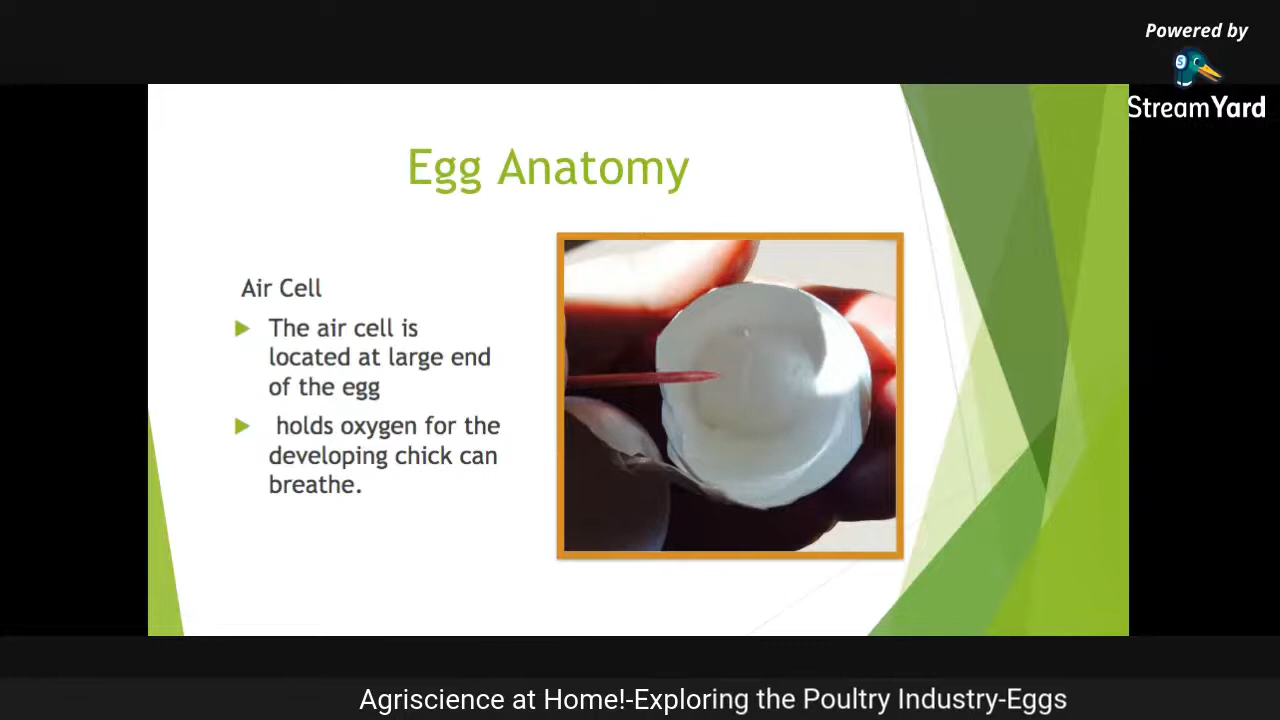 Powered by
StreamYard
Egg Anatomy
Air Cell
The air cell is
located at large end
of the egg
holds oxygen for the
developing chick can
breathe.
Agriscience at Home!-Exploring the Poultry Industry-Eggs